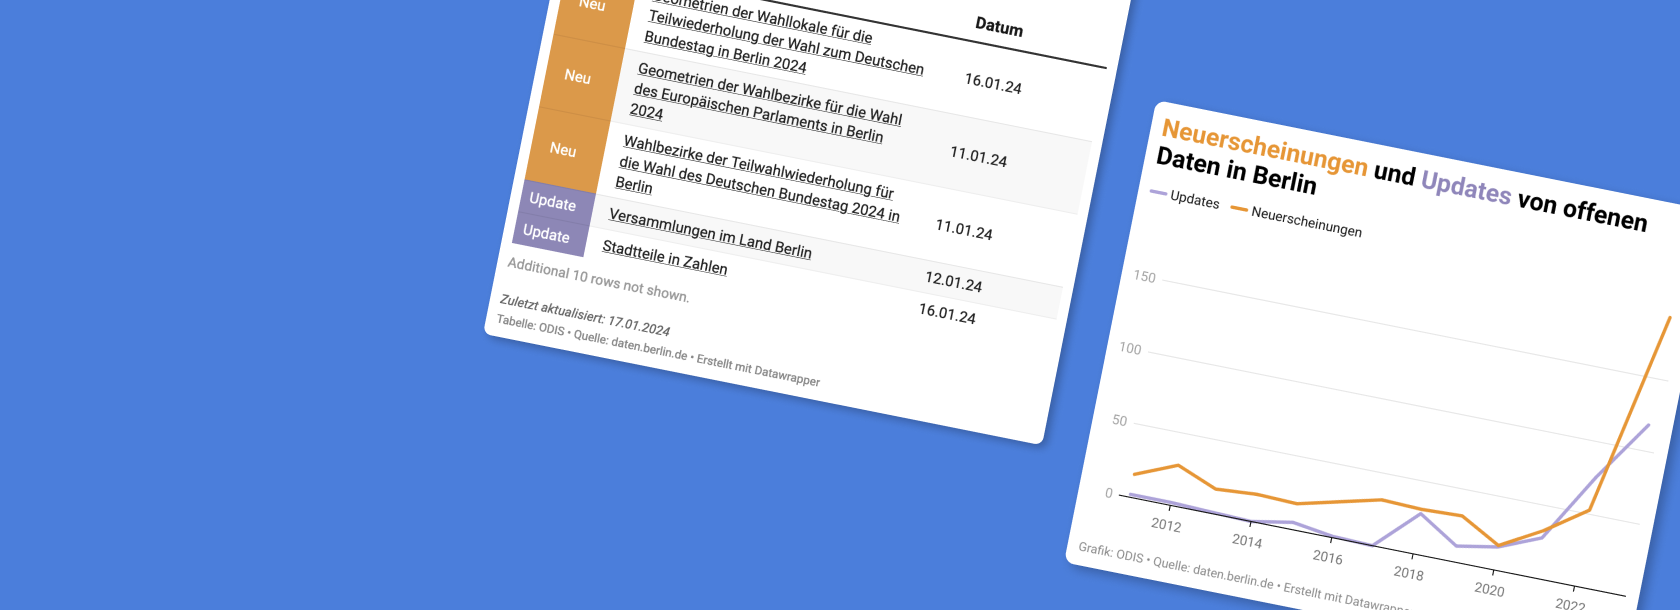 Datum
Neu
Geometrien der Wahllokale für die
Teilwiederholung der Wahl zum Deutschen
Bundestag in Berlin 2024
16.01.24
Neu
Geometrien der Wahlbezirke für die Wahl
des Europäischen Parlaments in Berlin
2024
11.01.24
Neu
Wahlbezirke der Teilwahlwiederholung für
die Wahl des Deutschen Bundestag 2024 in
Berlin
11.01.24
Update
Versammlungen im Land Berlin
12.01.24
Update
Stadtteile in Zahlen
16.01.24
Additional 10 rows not shown.
Zuletzt aktualisiert: 17.01.2024
Tabelle: ODIS • Quelle: daten.berlin.de • Erstellt mit Datawrapper
Neuerscheinungen und Updates von offenen
Daten in Berlin
Updates Neuerscheinungen
150
100
50
0
2012 2014 2016 2018 2020 2022
Grafik: ODIS • Quelle: daten.berlin.de • Erstellt mit Datawrappe